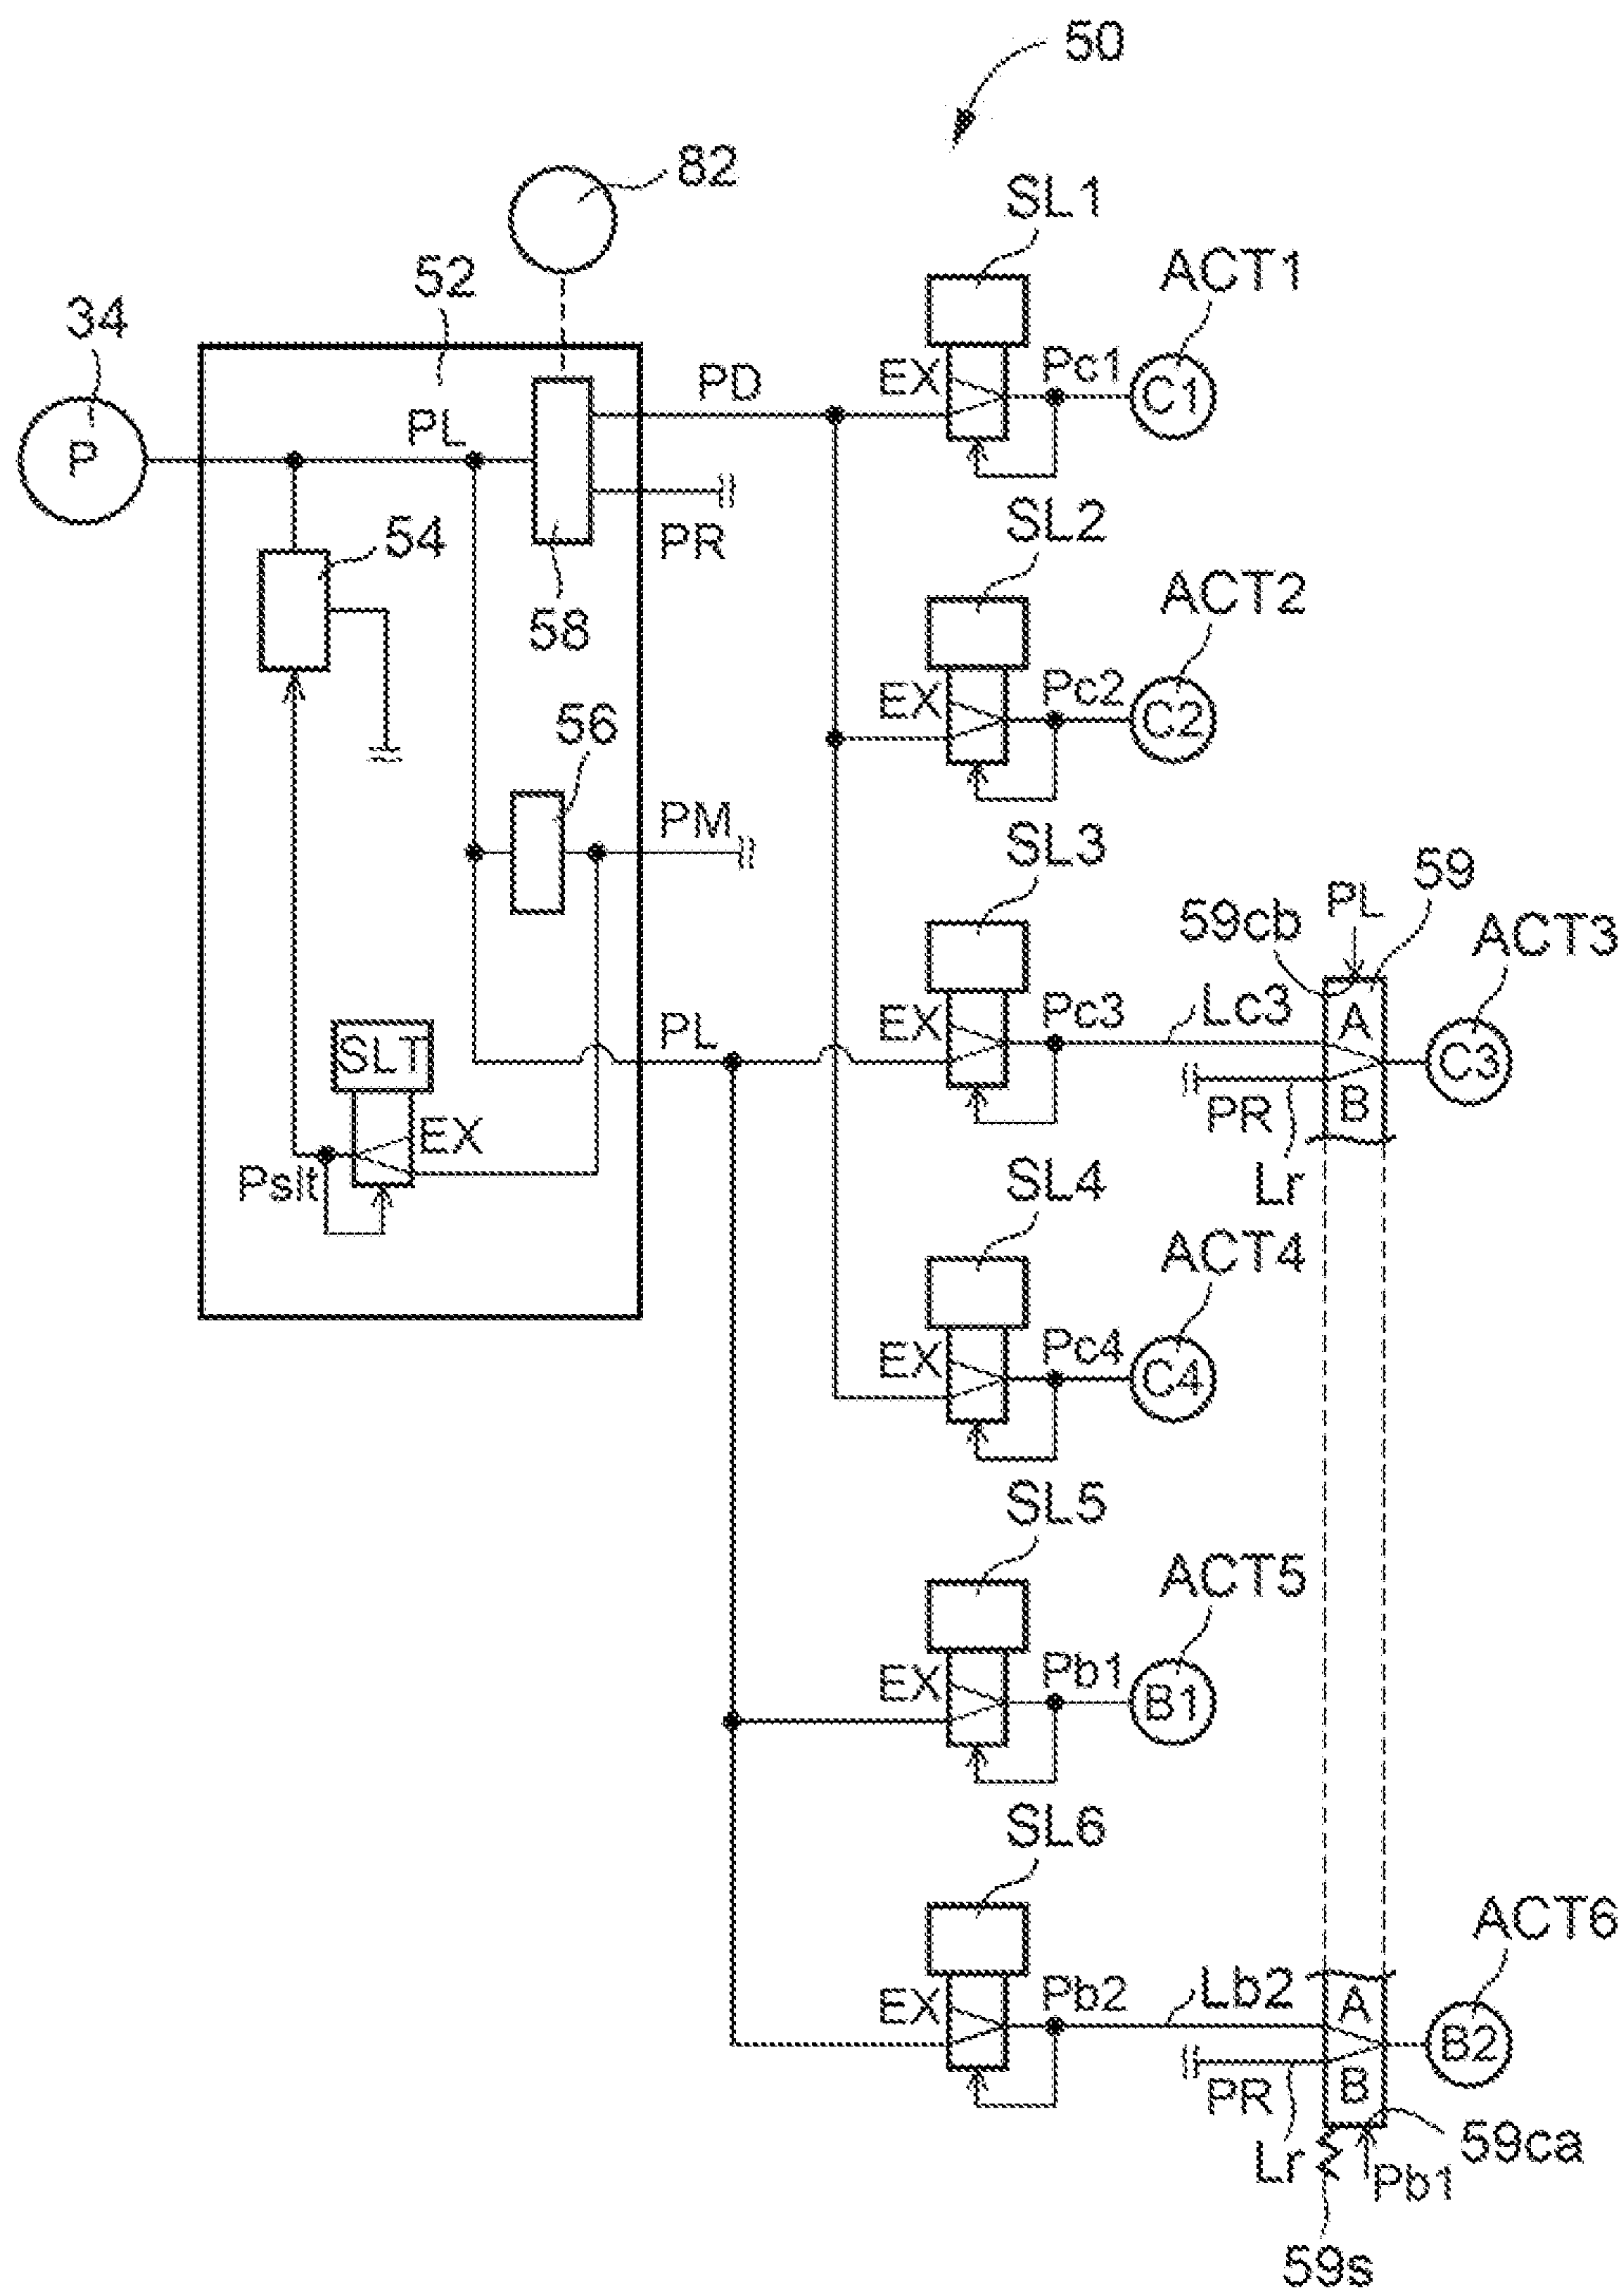 50
82
SL1
ACT1
52
34
PD
EX
Pc1
C1
PL
P
SL2
54
PR
58
ACT2
EX
Pc2
C2
56
PM
SL3
59
PL
59cb
ACT3
PL
EX
Pc3
Lc3
A
C3
SLT
PR
B
EX
Pslt
SL4
Lr
ACT4
EX
Pc4
C4
SL5
ACT5
EX
Pb1
B1
SL6
ACT6
EX
Pb2
Lb2
A
B2
PR
B
59ca
Lr
Pb1
59s